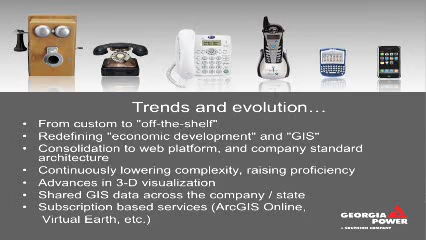 Trends and evolution…
• From custom to "off-the-shelf"
• Redefining "economic development" and "GIS"
• Consolidation to web platform, and company standard
architecture
• Continuously lowering complexity, raising proficiency
• Advances in 3-D visualization
• Shared GIS data across the company / state
• Subscription based services (ArcGIS Online,
Virtual Earth, etc.)
GEORGIA
POWER
A SOUTHERN COMPANY